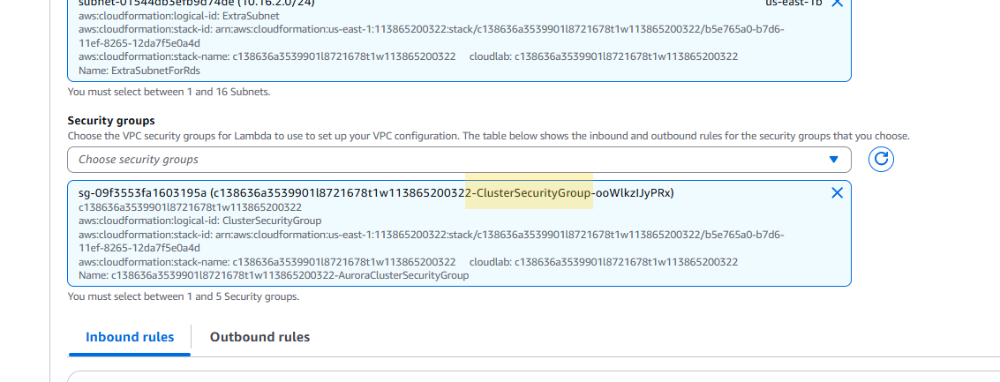 subnet-01544db3efb9d74de (10.16.2.0/24) us-east-1b
aws:cloudformation:logical-id: ExtraSubnet
aws:cloudformation:stack-id: arn:aws:cloudformation:us-east-1:113865200322:stack/c138636a3539901l8721678t1w113865200322/b5e765a0-b7d6-
11ef-8265-12da7f5e0a4d
aws:cloudformation:stack-name: c138636a3539901l8721678t1w113865200322 cloudlab: c138636a3539901l8721678t1w113865200322
Name: ExtraSubnetForRds
You must select between 1 and 16 Subnets.
Security groups
Choose the VPC security groups for Lambda to use to set up your VPC configuration. The table below shows the inbound and outbound rules for the security groups that you choose.
Choose security groups
sg-09f3553fa1603195a (c138636a3539901l8721678t1w113865200322-ClusterSecurityGroup-ooWlkzIJyPRx)
c138636a3539901l8721678t1w113865200322
aws:cloudformation:logical-id: ClusterSecurityGroup
aws:cloudformation:stack-id: arn:aws:cloudformation:us-east-1:113865200322:stack/c138636a3539901l8721678t1w113865200322/b5e765a0-b7d6-
11ef-8265-12da7f5e0a4d
aws:cloudformation:stack-name: c138636a3539901l8721678t1w113865200322 cloudlab: c138636a3539901l8721678t1w113865200322
Name: c138636a3539901l8721678t1w113865200322-AuroraClusterSecurityGroup
You must select between 1 and 5 Security groups.
Inbound rules Outbound rules